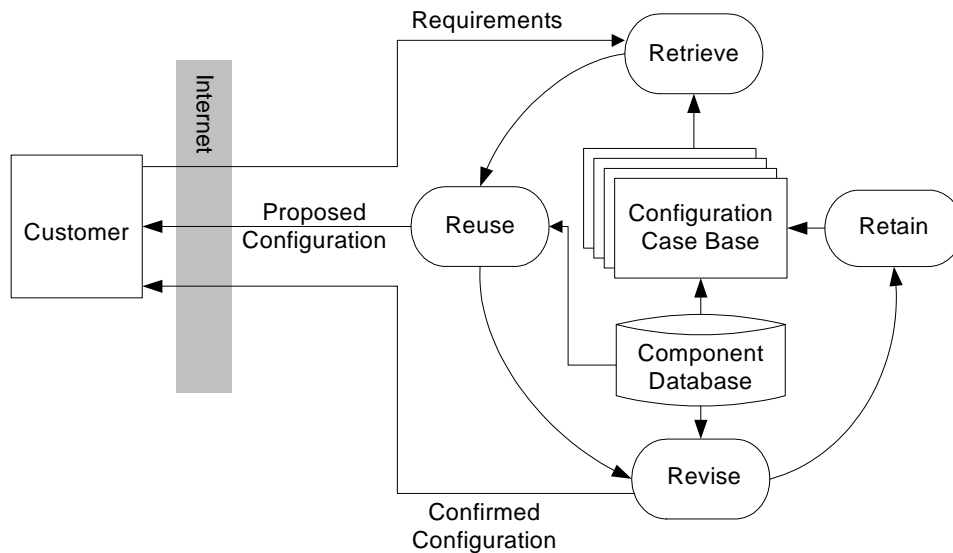 Requirements
Retrieve
Internet
Customer
Proposed
Configuration
Reuse
Configuration
Case Base
Retain
Component
Database
Revise
Confirmed
Configuration